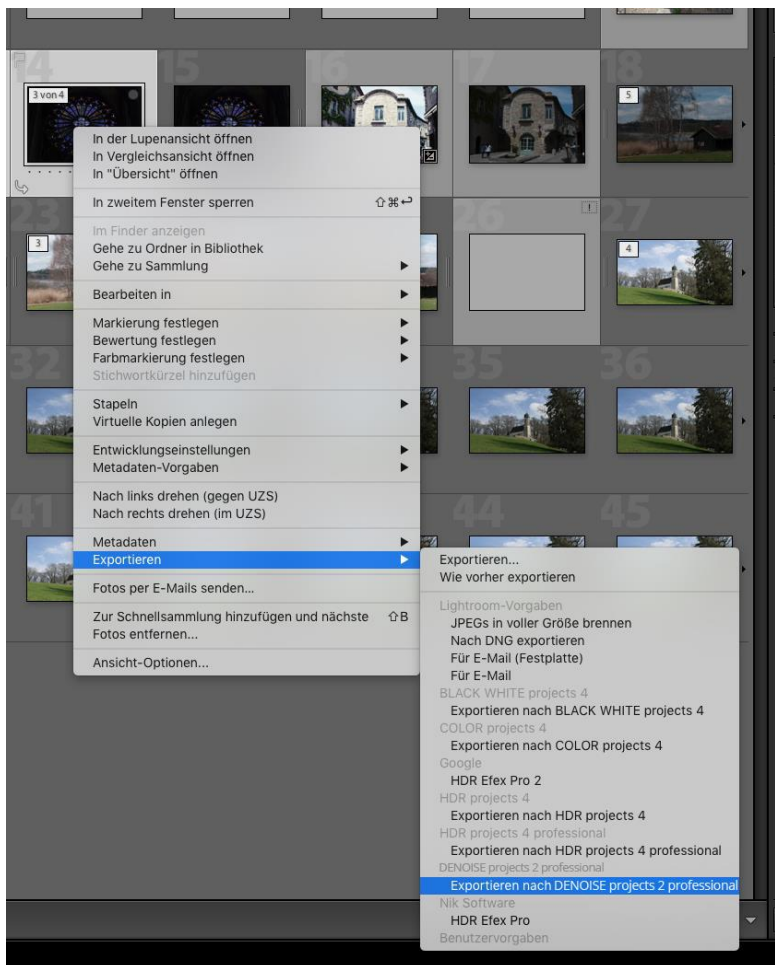 14
15
16
17
18
3 von 4
5
In der Lupenansicht öffnen
In Vergleichsansicht öffnen
In "Übersicht" öffnen
In zweitem Fenster sperren ⇧⌘↩
23
26
27
3
4
Im Finder anzeigen
Gehe zu Ordner in Bibliothek
Gehe zu Sammlung
Bearbeiten in
Markierung festlegen
Bewertung festlegen
Farbmarkierung festlegen
Stichwortkürzel hinzufügen
32
35
36
Stapeln
Virtuelle Kopien anlegen
Entwicklungseinstellungen
Metadaten-Vorgaben
Nach links drehen (gegen UZS)
Nach rechts drehen (im UZS)
41
44
45
Metadaten
Exportieren
Fotos per E-Mails senden...
Zur Schnellsammlung hinzufügen und nächste ⇧B
Fotos entfernen...
Ansicht-Optionen...
Exportieren...
Wie vorher exportieren
Lightroom-Vorgaben
JPEGs in voller Größe brennen
Nach DNG exportieren
Für E-Mail (Festplatte)
Für E-Mail
BLACK WHITE projects 4
Exportieren nach BLACK WHITE projects 4
COLOR projects 4
Exportieren nach COLOR projects 4
Google
HDR Efex Pro 2
HDR projects 4
Exportieren nach HDR projects 4
HDR projects 4 professional
Exportieren nach HDR projects 4 professional
DENOISE projects 2 professional
Exportieren nach DENOISE projects 2 professional
Nik Software
HDR Efex Pro
Benutzervorgaben